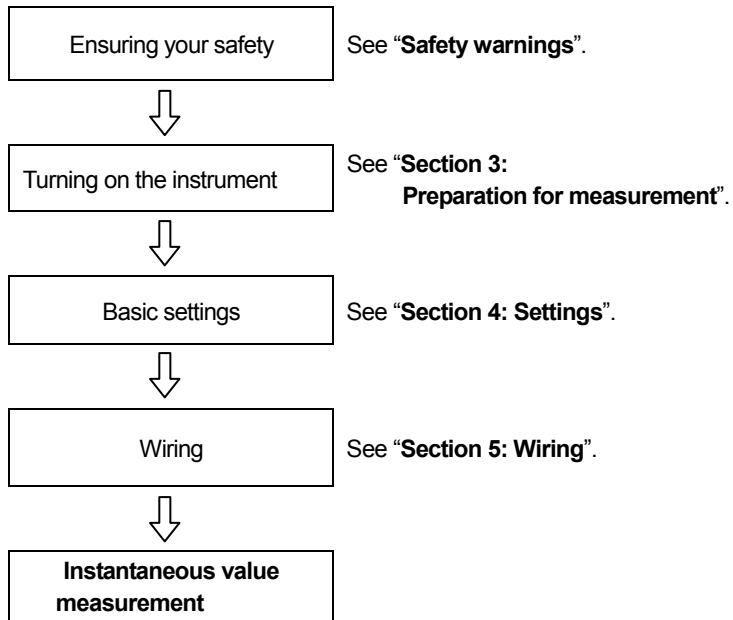 Ensuring your safety See “Safety warnings”.
Turning on the instrument See “Section 3:
Preparation for measurement”.
Basic settings See “Section 4: Settings”.
Wiring See “Section 5: Wiring”.
Instantaneous value
measurement